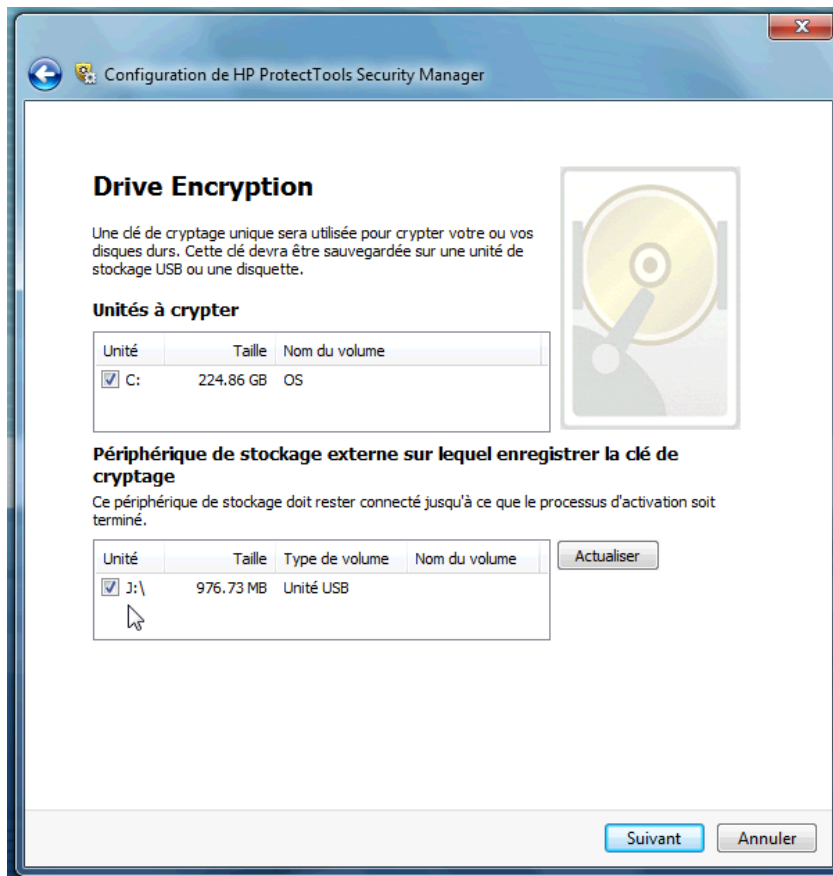 Configuration de HP ProtectTools Security Manager
Drive Encryption
Une clé de cryptage unique sera utilisée pour crypter votre ou vos
disques durs. Cette clé devra être sauvegardée sur une unité de
stockage USB ou une disquette.
Unités à crypter
Unité Taille Nom du volume
C: 224.86 GB OS
Périphérique de stockage externe sur lequel enregistrer la clé de
cryptage
Ce périphérique de stockage doit rester connecté jusqu'à ce que le processus d'activation soit
terminé.
Unité Taille Type de volume Nom du volume Actualiser
J:\ 976.73 MB Unité USB
Suivant Annuler